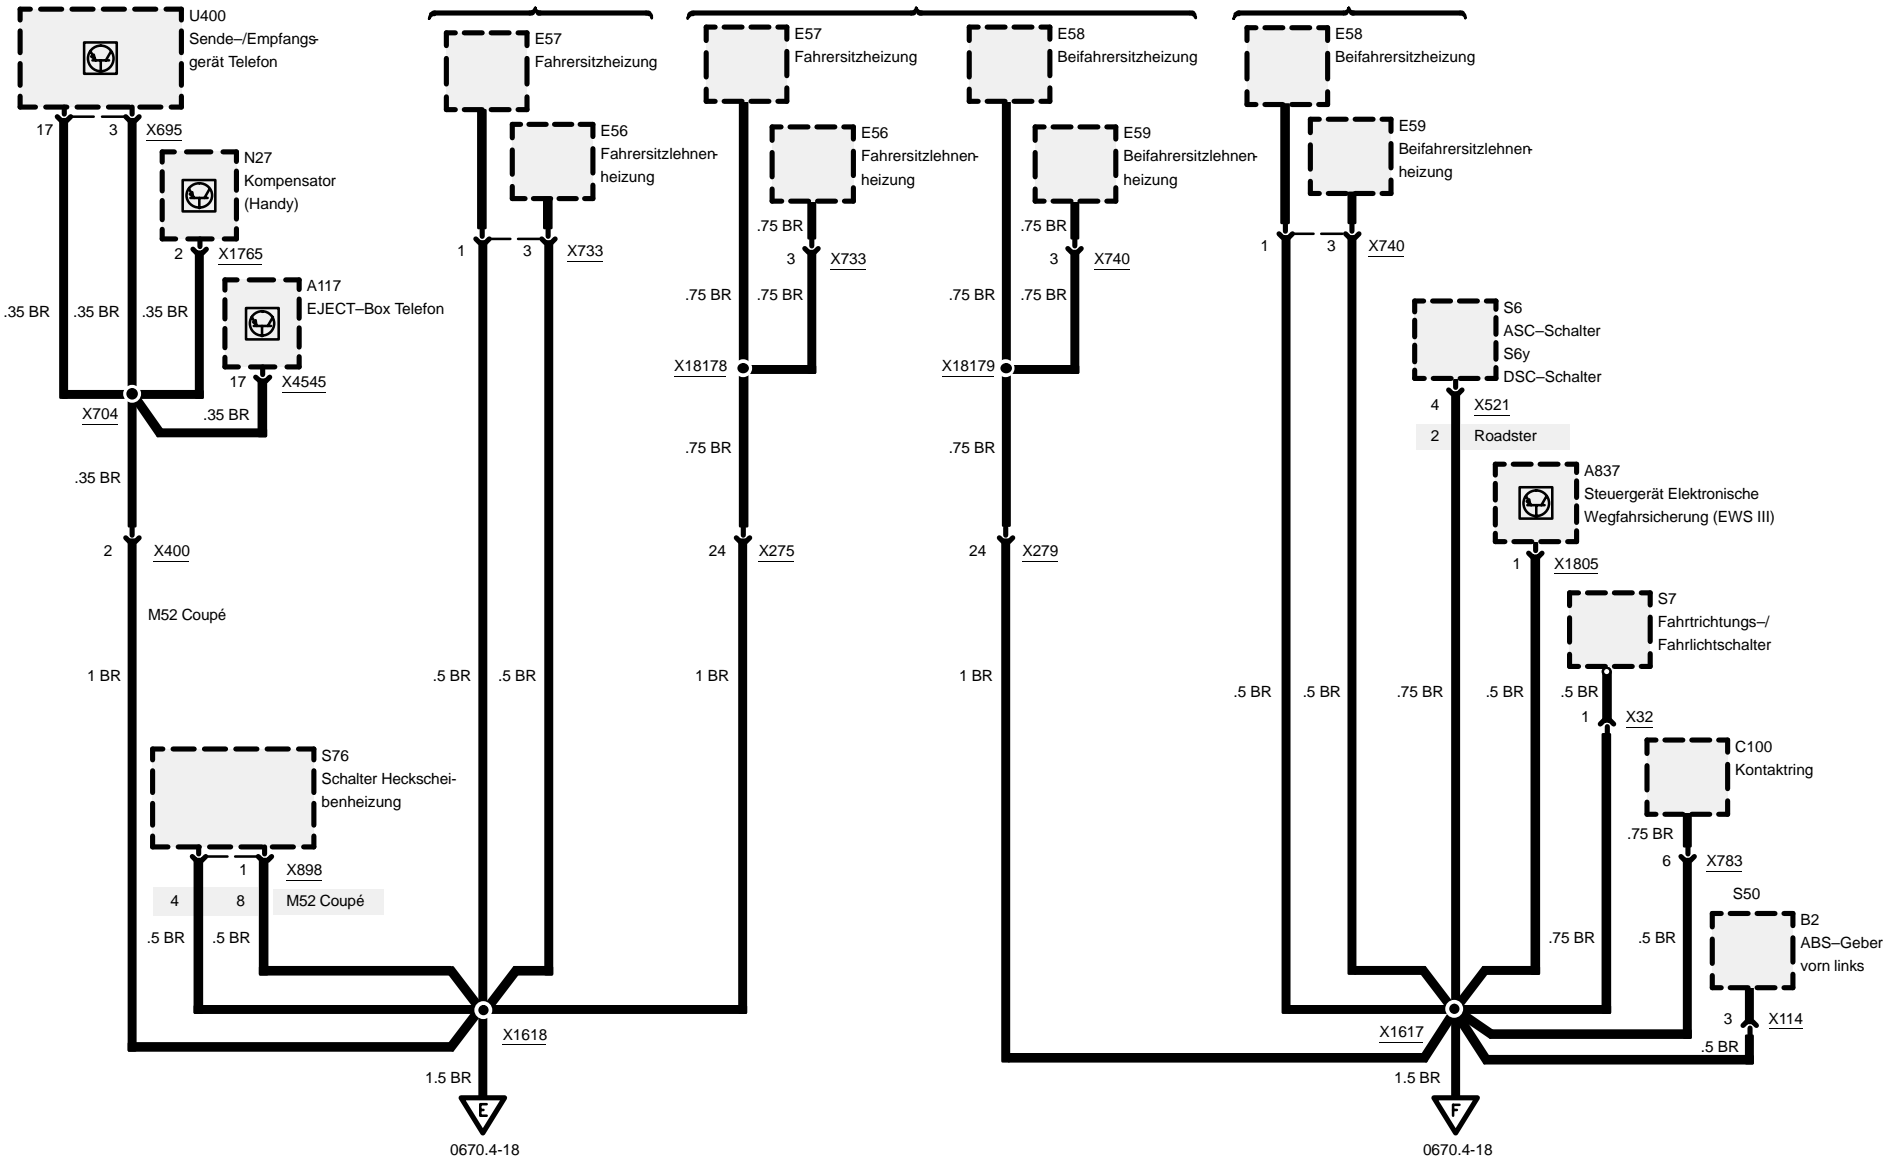 U400
Sende–/Empfangs-
gerät Telefon
17
3
X695
N27
Kompensator
(Handy)
2
X1765
A117
EJECT–Box Telefon
.35 BR
.35 BR
.35 BR
17
X4545
X704
.35 BR
.35 BR
2
X400
M52 Coupé
1 BR
S76
Schalter Heckschei-
benheizung
1
X898
4
8
M52 Coupé
.5 BR
.5 BR
E57
Fahrersitzheizung
E56
Fahrersitzlehnen-
heizung
1
3
X733
.5 BR
.5 BR
X1618
1.5 BR
E
0670.4-18
E57
Fahrersitzheizung
E56
Fahrersitzlehnen-
heizung
.75 BR
3
X733
.75 BR
.75 BR
X18178
.75 BR
24
X275
1 BR
E58
Beifahrersitzheizung
E59
Beifahrersitzlehnen-
heizung
.75 BR
3
X740
.75 BR
.75 BR
X18179
.75 BR
24
X279
1 BR
E58
Beifahrersitzheizung
E59
Beifahrersitzlehnen-
heizung
1
3
X740
.5 BR
.5 BR
S6
ASC–Schalter
S6y
DSC–Schalter
4
X521
2
Roadster
.75 BR
A837
Steuergerät Elektronische
Wegfahrsicherung (EWS III)
1
X1805
.5 BR
S7
Fahrtrichtungs–/
Fahrlichtschalter
.5 BR
1
X32
.75 BR
C100
Kontaktring
.75 BR
6
X783
.5 BR
S50
B2
ABS–Geber
vorn links
3
X114
.5 BR
X1617
1.5 BR
F
0670.4-18